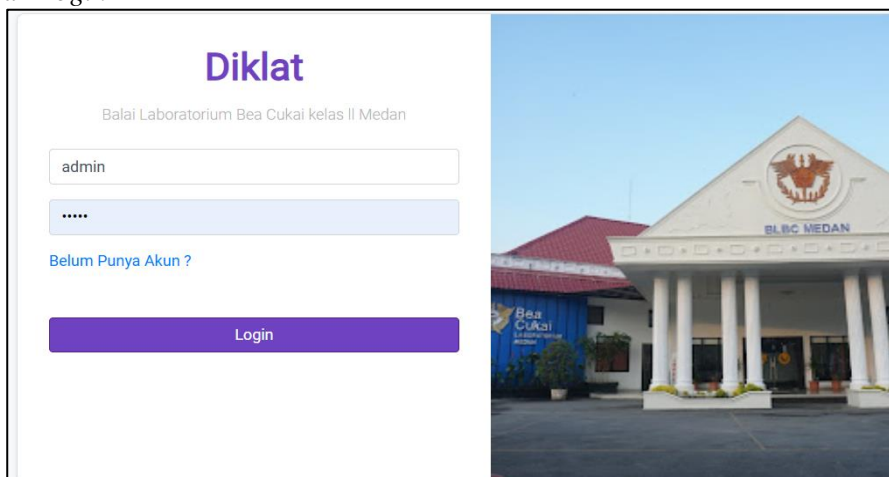 Diklat
Balai Laboratorium Bea Cukai kelas II Medan
admin
•••••
Belum Punya Akun ?
Login
BLBC MEDAN
Bea
Cukai